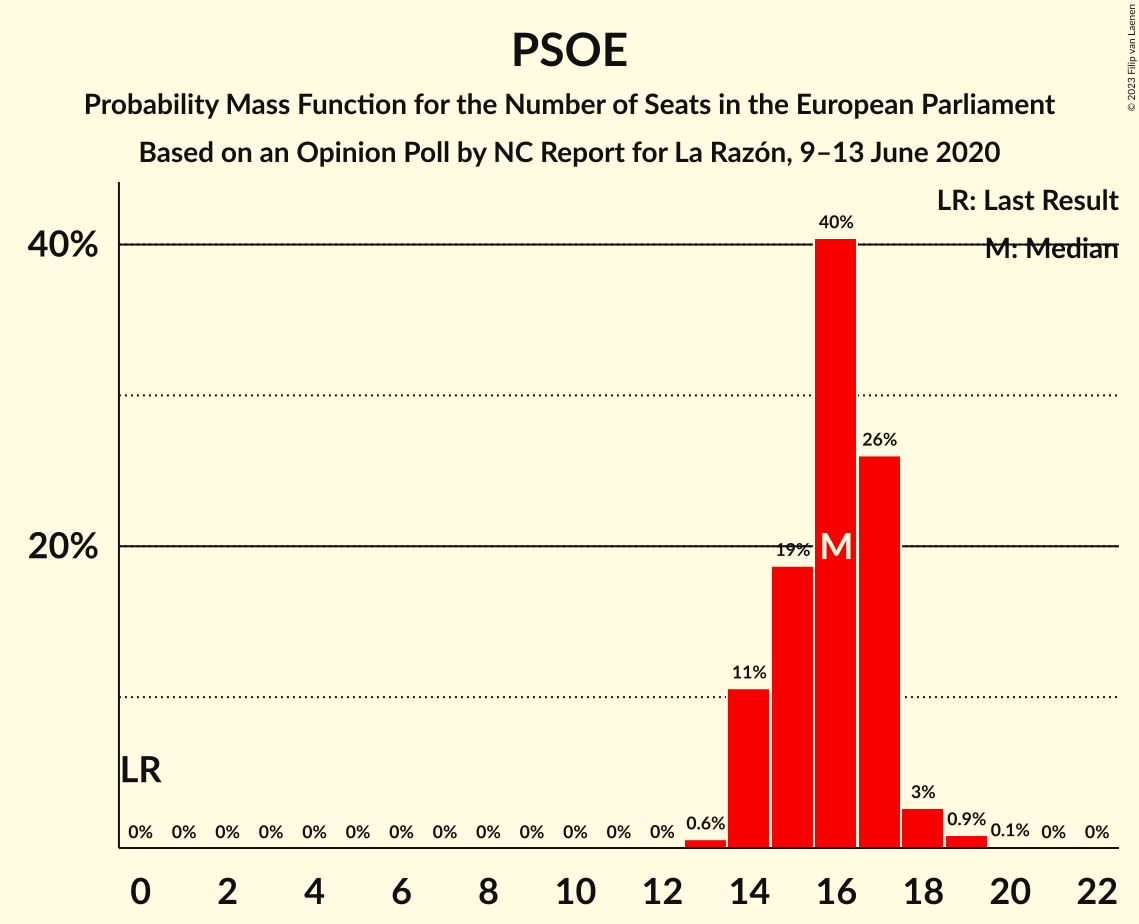 PSOE
Probability Mass Function for the Number of Seats in the European Parliament
Based on an Opinion Poll by NC Report for La Razón, 9–13 June 2020
© 2023 Filip van Laenen
LR: Last Result
M: Median
40%
20%
40%
26%
19%
M
11%
LR
0% 0% 0% 0% 0% 0% 0% 0% 0% 0% 0% 0% 0% 0.6% 3% 0.9% 0.1% 0% 0%
0 2 4 6 8 10 12 14 16 18 20 22